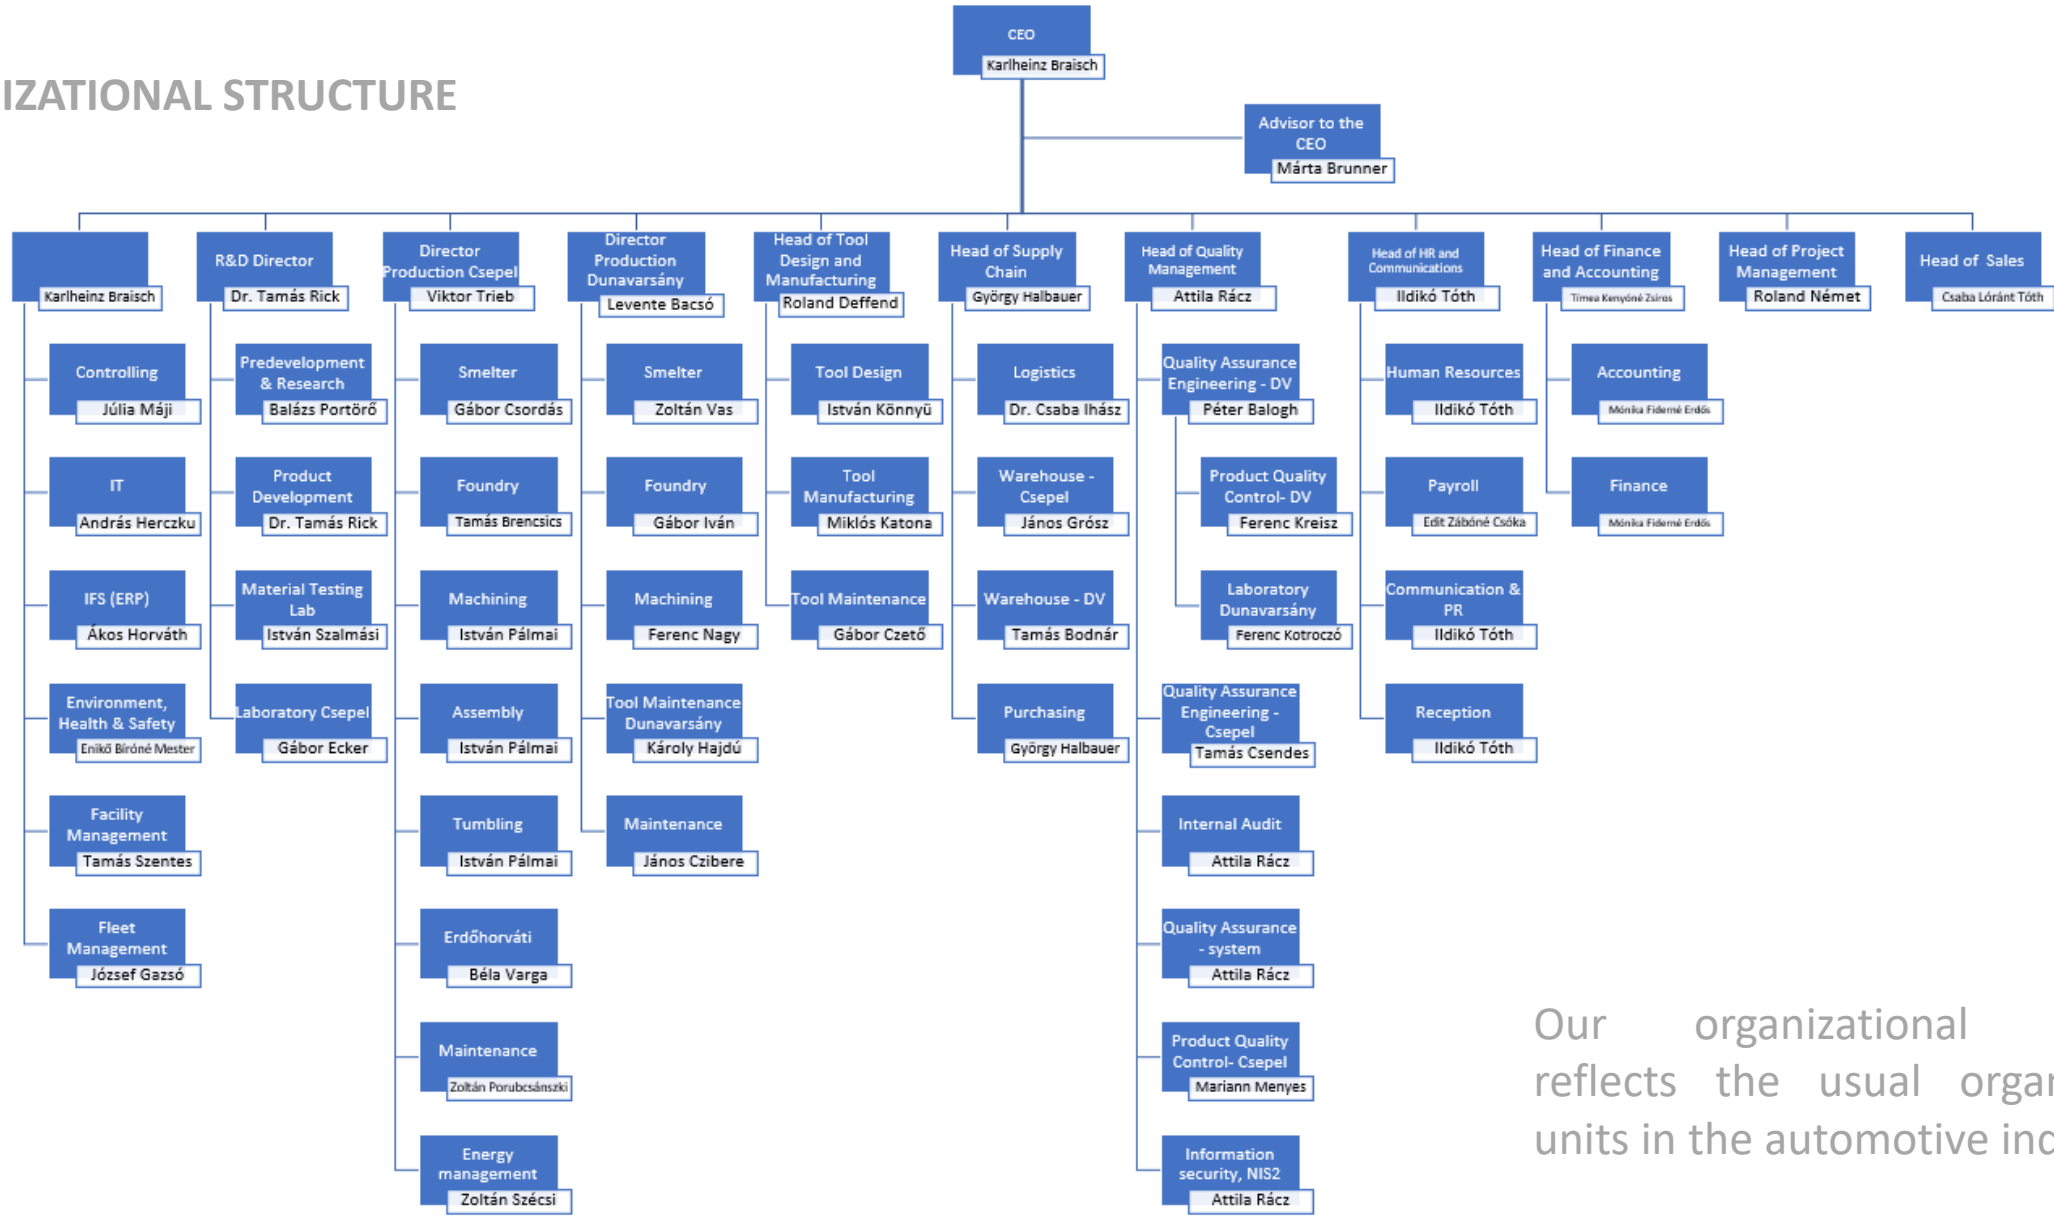 IZATIONAL STRUCTURE
CEO
Karlheinz Braisch
Advisor to the
CEO
Márta Brunner
Karlheinz Braisch
Controlling
Júlia Máji
IT
András Herczku
IFS (ERP)
Ákos Horváth
Environment,
Health & Safety
Enikő Bíróné Mester
Facility
Management
Tamás Szentes
Fleet
Management
József Gazsó
R&D Director
Dr. Tamás Rick
Predevelopment
& Research
Balázs Portörő
Product
Development
Dr. Tamás Rick
Material Testing
Lab
István Szalmási
Laboratory Csepel
Gábor Ecker
Director
Production Csepel
Viktor Trieb
Smelter
Gábor Csordás
Foundry
Tamás Brencsics
Machining
István Pálmai
Assembly
István Pálmai
Tumbling
István Pálmai
Erdőhorváti
Béla Varga
Maintenance
Zoltán Porubcsánszki
Energy
management
Zoltán Szécsi
Director
Production
Dunavarsány
Levente Bacsó
Smelter
Zoltán Vas
Foundry
Gábor Iván
Machining
Ferenc Nagy
Tool Maintenance
Dunavarsány
Károly Hajdú
Maintenance
János Czibere
Head of Tool
Design and
Manufacturing
Roland Deffend
Tool Design
István Könnyü
Tool
Manufacturing
Miklós Katona
Tool Maintenance
Gábor Czető
Head of Supply
Chain
György Halbauer
Logistics
Dr. Csaba Ihász
Warehouse -
Csepel
János Grósz
Warehouse - DV
Tamás Bodnár
Purchasing
György Halbauer
Head of Quality
Management
Attila Rácz
Quality Assurance
Engineering - DV
Péter Balogh
Product Quality
Control- DV
Ferenc Kreisz
Laboratory
Dunavarsány
Ferenc Kotroczó
Quality Assurance
Engineering -
Csepel
Tamás Csendes
Internal Audit
Attila Rácz
Quality Assurance
- system
Attila Rácz
Product Quality
Control- Csepel
Mariann Menyes
Information
security, NIS2
Attila Rácz
Head of HR and
Communications
Ildikó Tóth
Human Resources
Ildikó Tóth
Payroll
Edit Zábóné Csóka
Communication &
PR
Ildikó Tóth
Reception
Ildikó Tóth
Head of Finance
and Accounting
Tímea Kenyóné Zsiros
Accounting
Mónika Fiderné Erdős
Finance
Mónika Fiderné Erdős
Head of Project
Management
Roland Német
Head of Sales
Csaba Lóránt Tóth
Our organizational
reflects the usual organ
units in the automotive ind